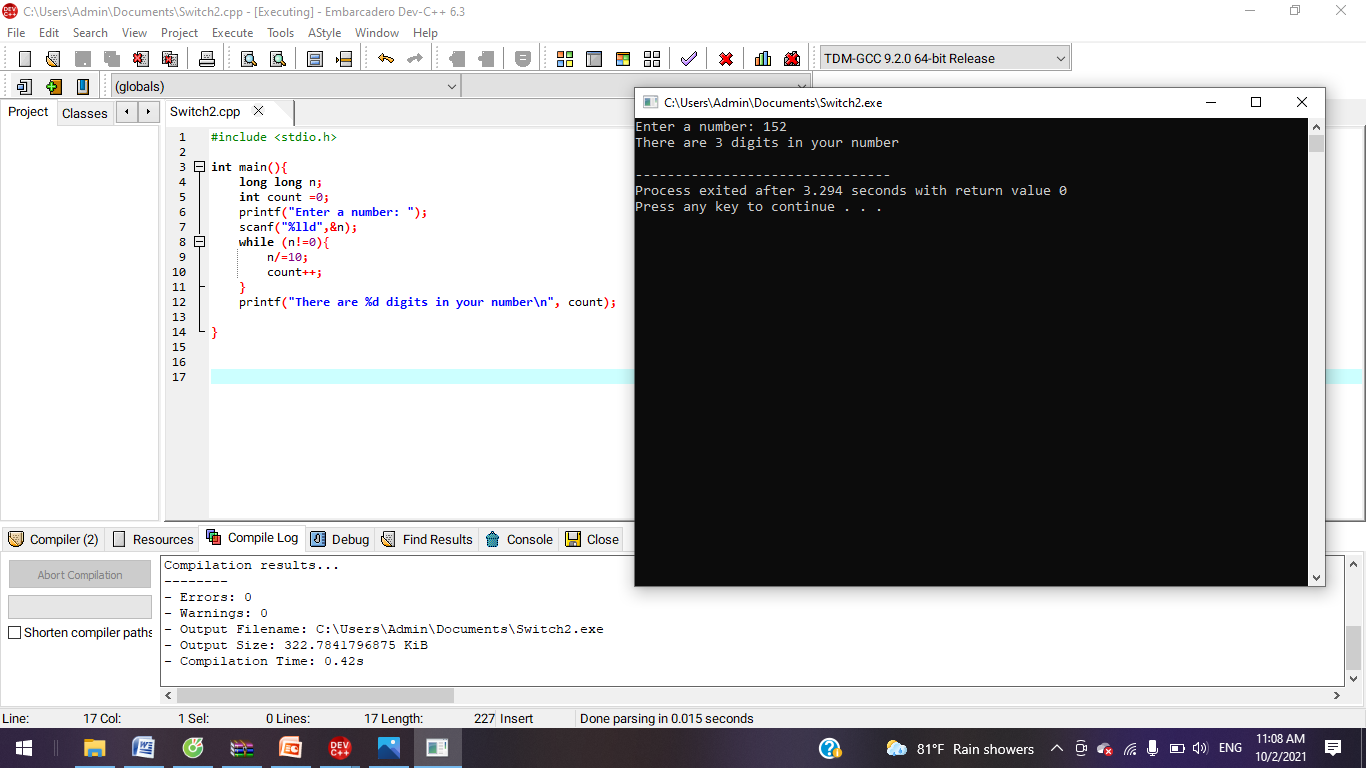 C:\Users\Admin\Documents\Switch2.cpp - [Executing] - Embarcadero Dev-C++ 6.3
File Edit Search View Project Execute Tools AStyle Window Help
TDM-GCC 9.2.0 64-bit Release
(globals)
Project Classes
Switch2.cpp
1 #include <stdio.h>
2
3 int main(){
4 long long n;
5 int count =0;
6 printf("Enter a number: ");
7 scanf("%lld",&n);
8 while (n!=0){
9 n/=10;
10 count++;
11 }
12 printf("There are %d digits in your number\n", count);
13
14 }
15
16
17
C:\Users\Admin\Documents\Switch2.exe
Enter a number: 152
There are 3 digits in your number
--------------------------------
Process exited after 3.294 seconds with return value 0
Press any key to continue . . .
Compiler (2) Resources Compile Log Debug Find Results Console Close
Abort Compilation
Shorten compiler paths
Compilation results...
--------
- Errors: 0
- Warnings: 0
- Output Filename: C:\Users\Admin\Documents\Switch2.exe
- Output Size: 322.7841796875 KiB
- Compilation Time: 0.42s
Line: 17 Col: 1 Sel: 0 Lines: 17 Length: 227 Insert Done parsing in 0.015 seconds
DEV C++
81°F Rain showers
ENG
11:08 AM
10/2/2021